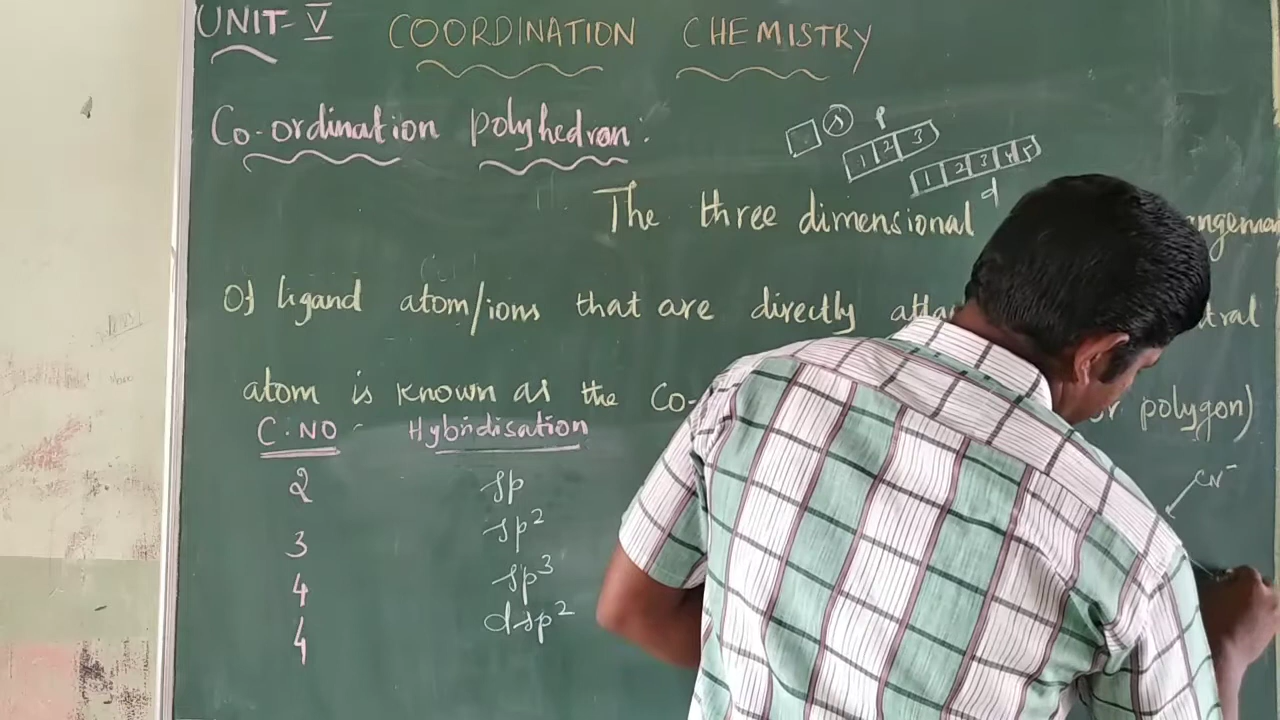 UNIT-V COORDINATION CHEMISTRY
Co-ordination polyhedron:
s p
1 2 3
1 2 3 4 5
d
The three dimensional
Of ligand atom/ions that are directly
atom is known as the Co- polygon)
C.NO Hybridisation
CN⁻
2 sp
3 sp²
4 sp³
4 dsp²